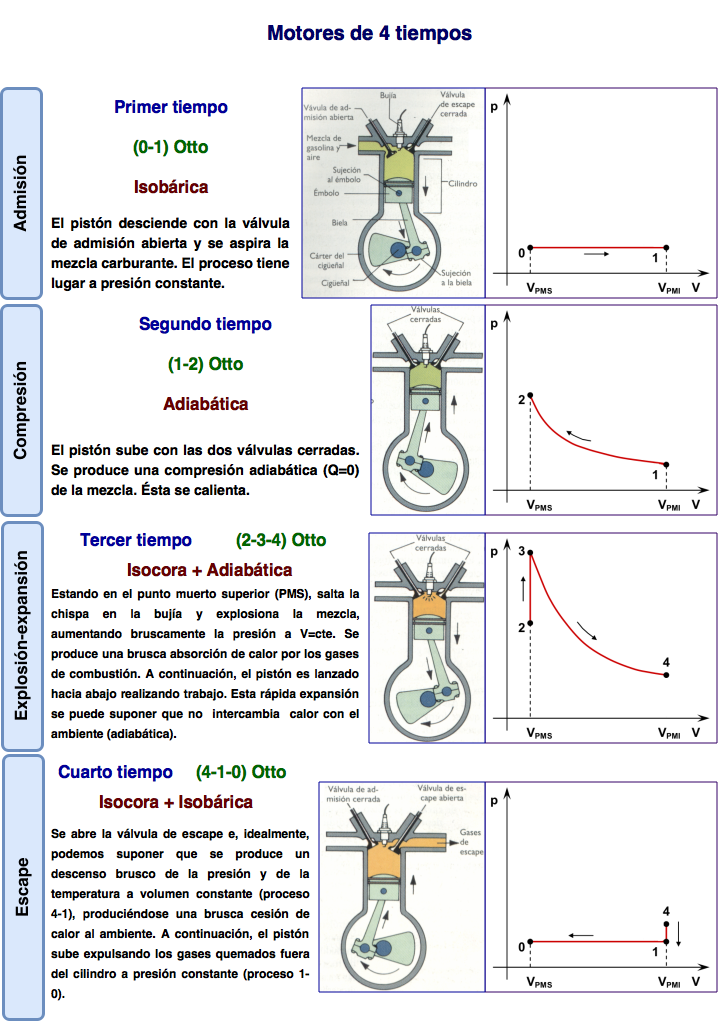 Motores de 4 tiempos
Admisión
Primer tiempo
(0-1) Otto
Isobárica
El pistón desciende con la válvula
de admisión abierta y se aspira la
mezcla carburante. El proceso tiene
lugar a presión constante.
Bujía
Válvula
de escape
cerrada
Vávula de ad-
misión abierta
Mezcla de
gasolina y
aire
Sujeción
al émbolo
Cilindro
Émbolo
Biela
Cárter del
cigüeñal
Cigüeñal
Sujeción
a la biela
p
0
1
VPMS
VPMI
V
Compresión
Segundo tiempo
(1-2) Otto
Adiabática
El pistón sube con las dos válvulas cerradas.
Se produce una compresión adiabática (Q=0)
de la mezcla. Ésta se calienta.
Válvulas
cerradas
p
2
1
VPMS
VPMI
V
Explosión-expansión
Tercer tiempo (2-3-4) Otto
Isocora + Adiabática
Estando en el punto muerto superior (PMS), salta la
chispa en la bujía y explosiona la mezcla,
aumentando bruscamente la presión a V=cte. Se
produce una brusca absorción de calor por los gases
de combustión. A continuación, el pistón es lanzado
hacia abajo realizando trabajo. Esta rápida expansión
se puede suponer que no intercambia calor con el
ambiente (adiabática).
Válvulas
cerradas
p
3
2
4
VPMS
VPMI
V
Escape
Cuarto tiempo (4-1-0) Otto
Isocora + Isobárica
Se abre la válvula de escape e, idealmente,
podemos suponer que se produce un
descenso brusco de la presión y de la
temperatura a volumen constante (proceso
4-1), produciéndose una brusca cesión de
calor al ambiente. A continuación, el pistón
sube expulsando los gases quemados fuera
del cilindro a presión constante (proceso 1-
0).
Válvula de ad-
misión cerrada
Válvula de es-
cape abierta
Gases
de
escape
p
4
0
1
VPMS
VPMI
V